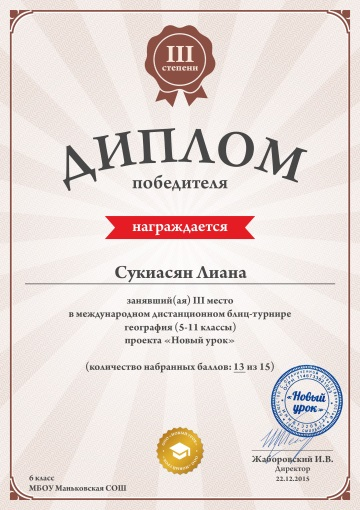 III
степени
ДИПЛОМ
победителя
награждается
Сукиасян Лиана
занявший(ая) III место
в международном дистанционном блиц-турнире
география (5-11 классы)
проекта «Новый урок»
(количество набранных баллов: 13 из 15)
«Новый
урок»
Жаборовский И.В.
Директор
22.12.2015
6 класс
МБОУ Маньковская СОШ